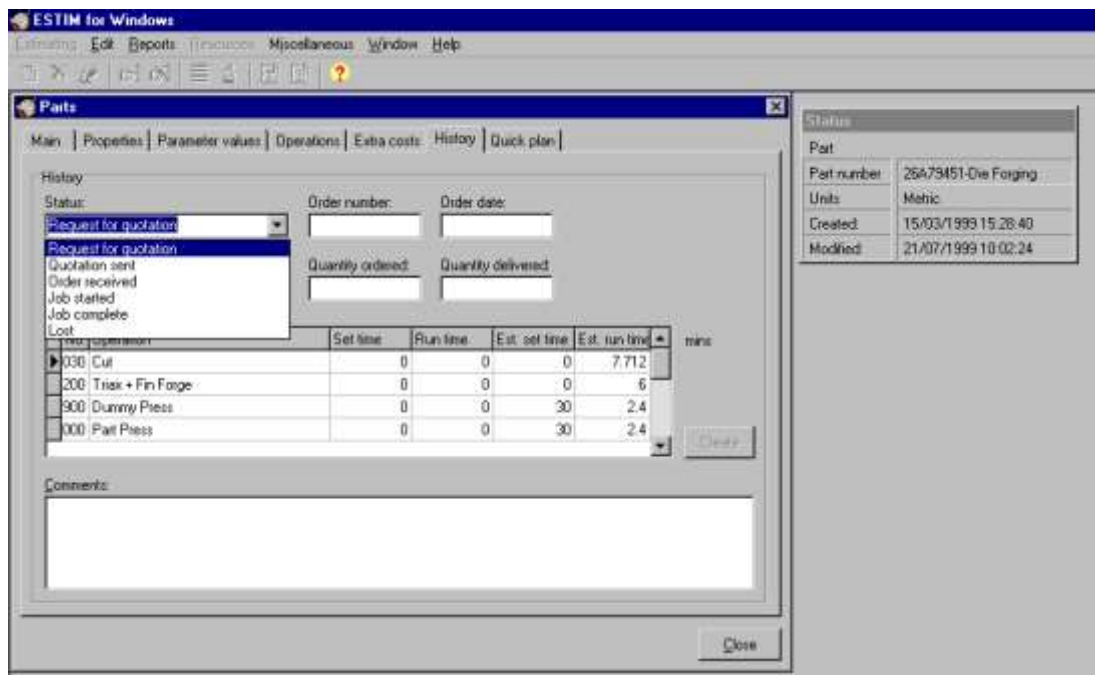 ESTIM for Windows
Estimating Edit Reports Resources Miscellaneous Window Help
Parts
Main Properties Parameter values Operations Extra costs History Quick plan
History
Status: Order number: Order date:
Request for quotation
Request for quotation
Quotation sent
Order received
Job started
Job complete
Lost
Quantity ordered: Quantity delivered:
No. Operation Set time Run time Est. set time Est. run time mins
030 Cut 0 0 0 7.712
200 Triax + Fin Forge 0 0 0 6
900 Dummy Press 0 0 30 2.4
000 Part Press 0 0 30 2.4
Comments:
Close
Status
Part
Part number 26A79451-Die Forging
Units Metric
Created: 15/03/1999 15:28:40
Modified: 21/07/1999 10:02:24